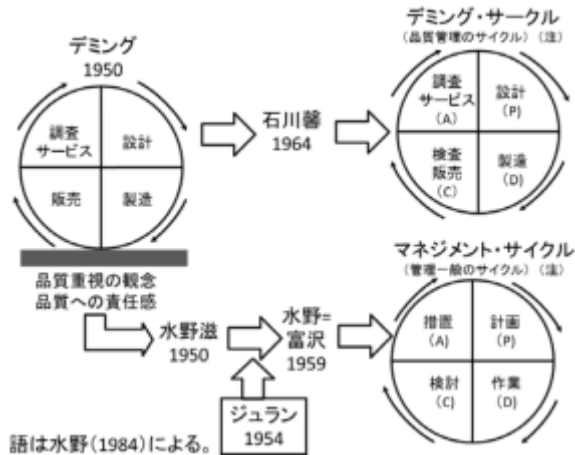 デミング
1950
調査
サービス
設計
販売
製造
品質重視の観念
品質への責任感
石川馨
1964
デミング・サークル
(品質管理のサイクル) (注)
調査
サービス
(A)
設計
(P)
検査
販売
(C)
製造
(D)
水野滋
1950
水野=
富沢
1959
ジュラン
1954
マネジメント・サイクル
(管理一般のサイクル) (注)
措置
(A)
計画
(P)
検討
(C)
作業
(D)
語は水野(1984)による。